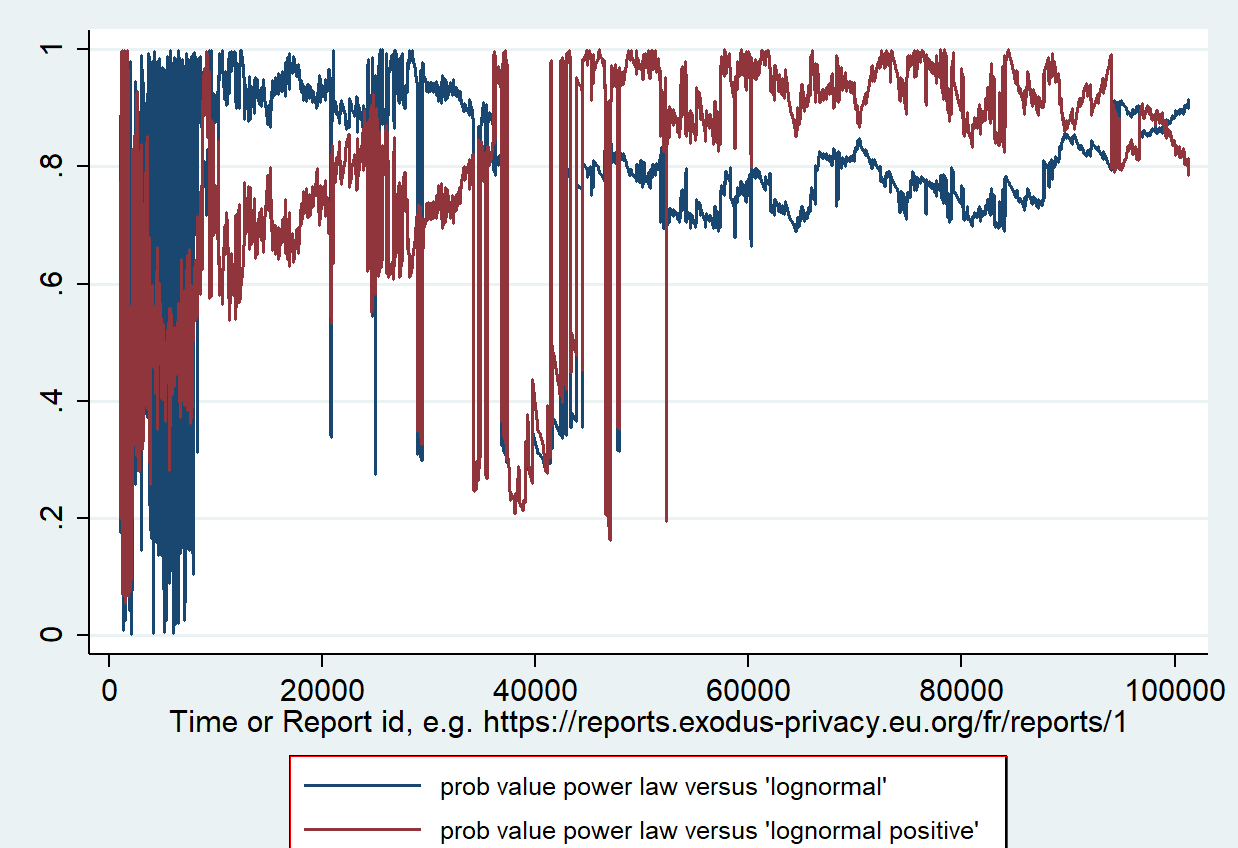 1
.8
.6
.4
.2
0
0 20000 40000 60000 80000 100000
Time or Report id, e.g. https://reports.exodus-privacy.eu.org/fr/reports/1
prob value power law versus 'lognormal'
prob value power law versus 'lognormal positive'